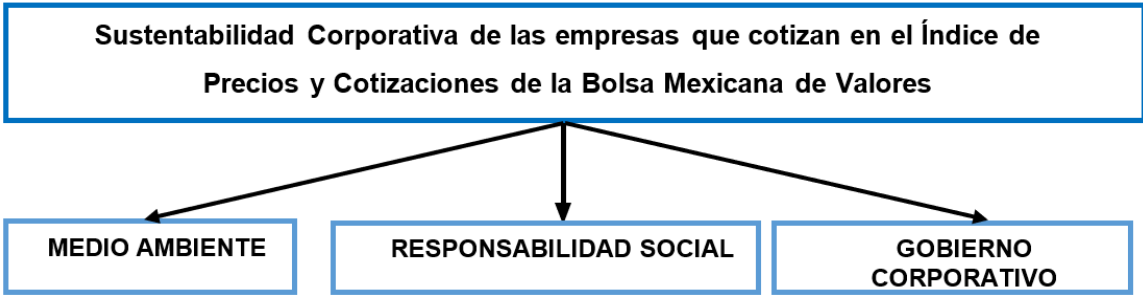 Sustentabilidad Corporativa de las empresas que cotizan en el Índice de
Precios y Cotizaciones de la Bolsa Mexicana de Valores
MEDIO AMBIENTE
RESPONSABILIDAD SOCIAL
GOBIERNO
CORPORATIVO